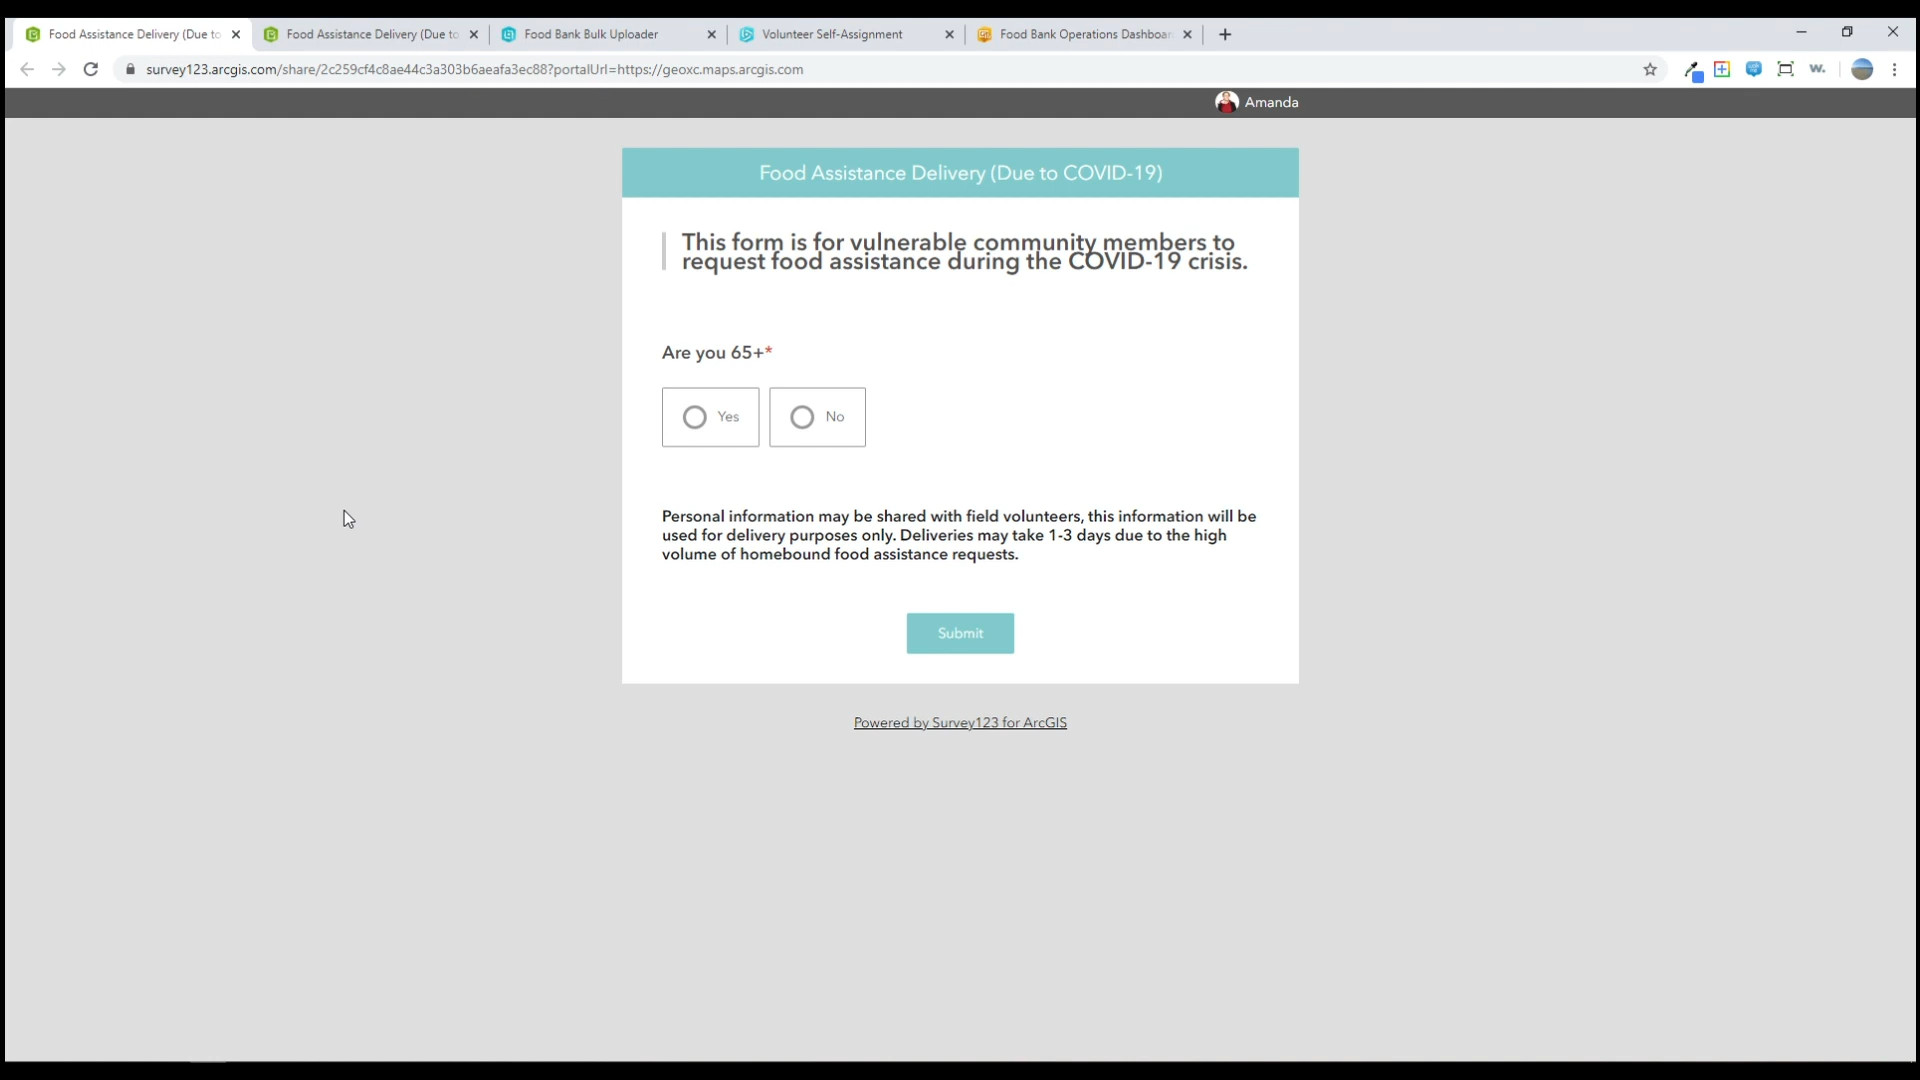 Food Assistance Delivery (Due to
Food Assistance Delivery (Due to
Food Bank Bulk Uploader
Volunteer Self-Assignment
Food Bank Operations Dashboar
survey123.arcgis.com/share/2c259cf4c8ae44c3a303b6aeafa3ec88?portalUrl=https://geoxc.maps.arcgis.com
w.
Amanda
Food Assistance Delivery (Due to COVID-19)
This form is for vulnerable community members to
request food assistance during the COVID-19 crisis.
Are you 65+*
Yes
No
Personal information may be shared with field volunteers, this information will be
used for delivery purposes only. Deliveries may take 1-3 days due to the high
volume of homebound food assistance requests.
Submit
Powered by Survey123 for ArcGIS